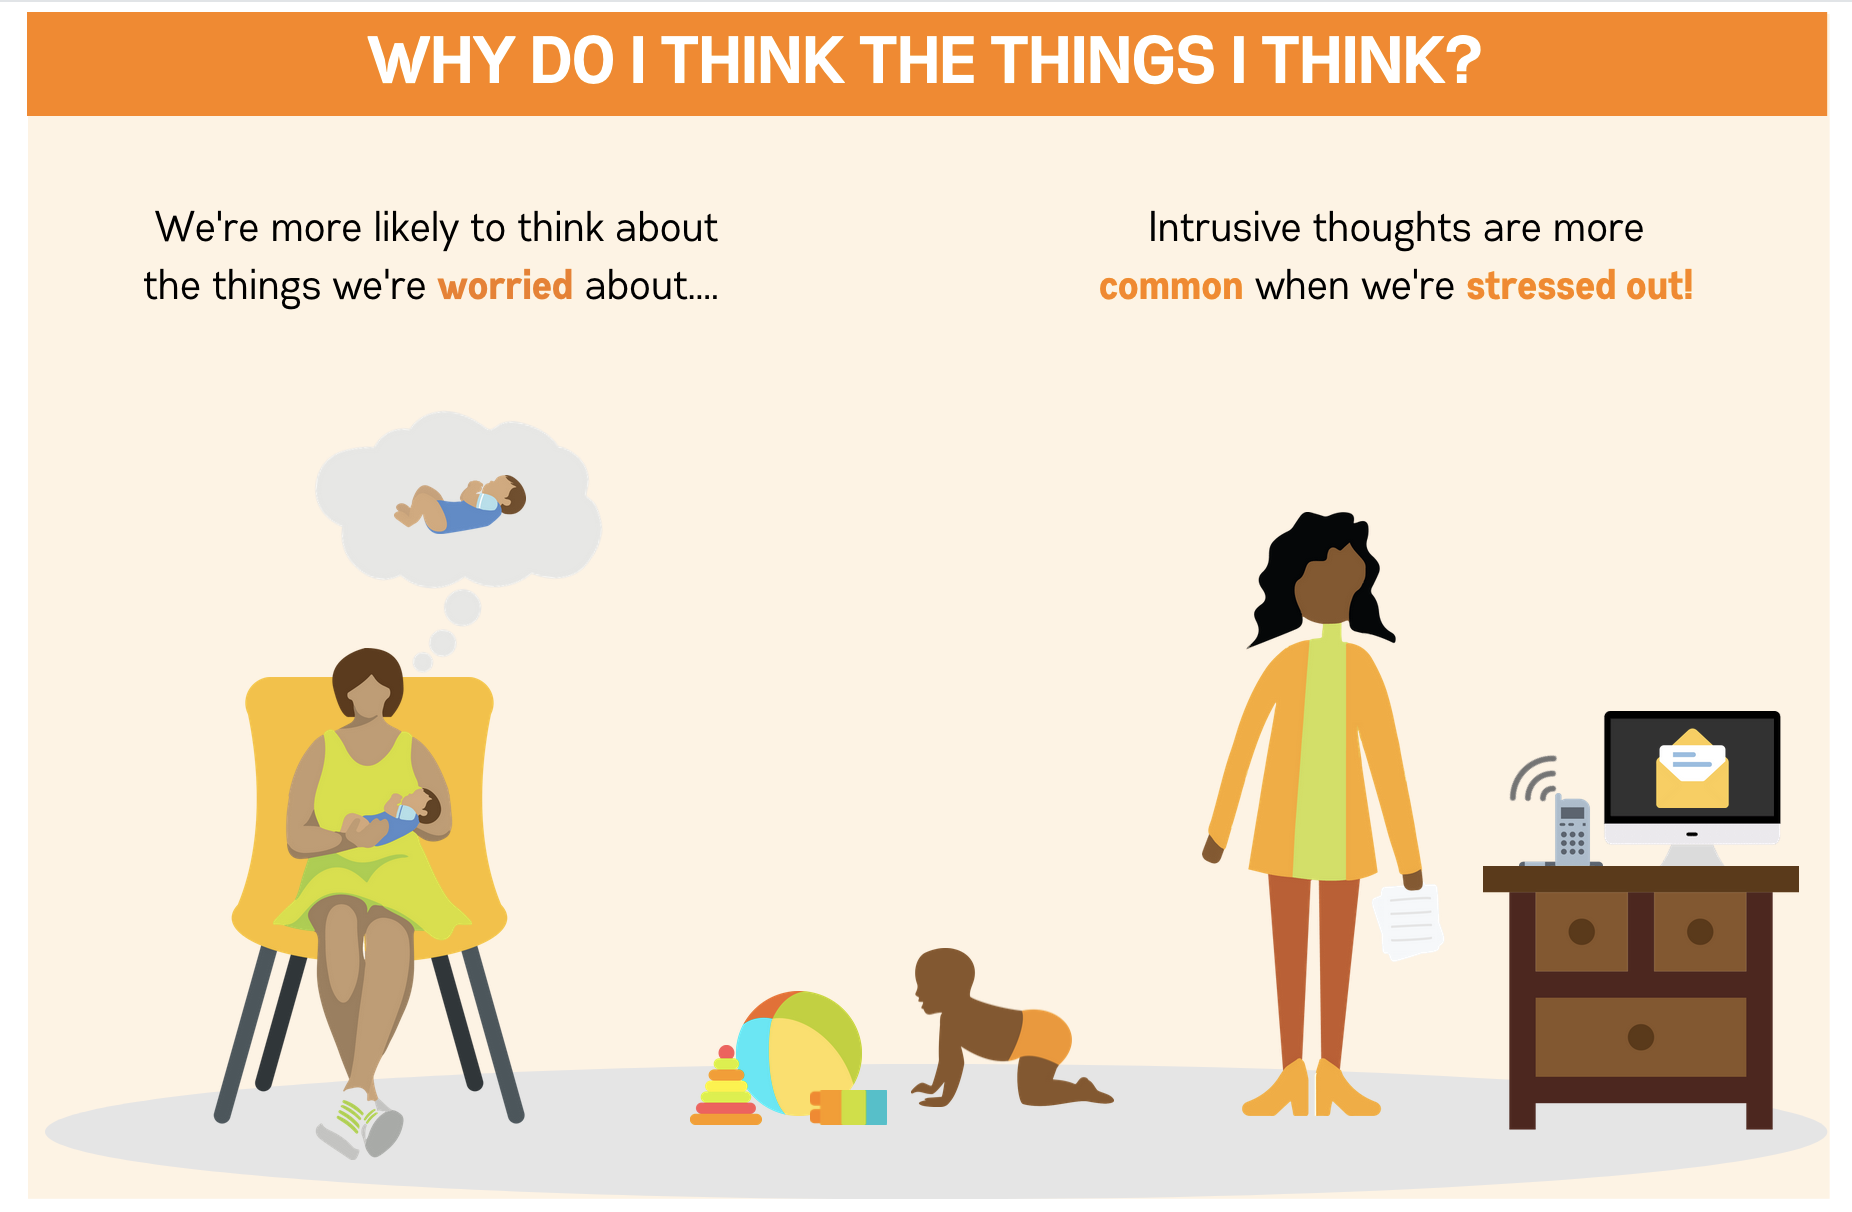 WHY DO I THINK THE THINGS I THINK?
We're more likely to think about
the things we're worried about....
Intrusive thoughts are more
common when we're stressed out!